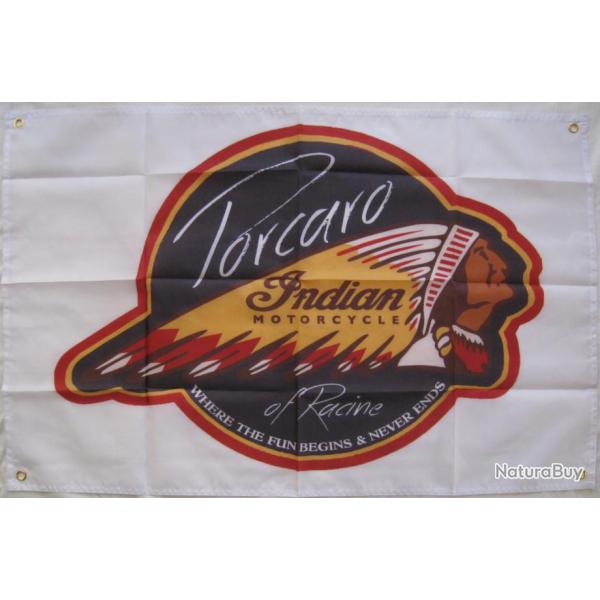 Porcaro
Indian
MOTORCYCLE
of Racine
WHERE THE FUN BEGINS & NEVER ENDS
NaturaBuy